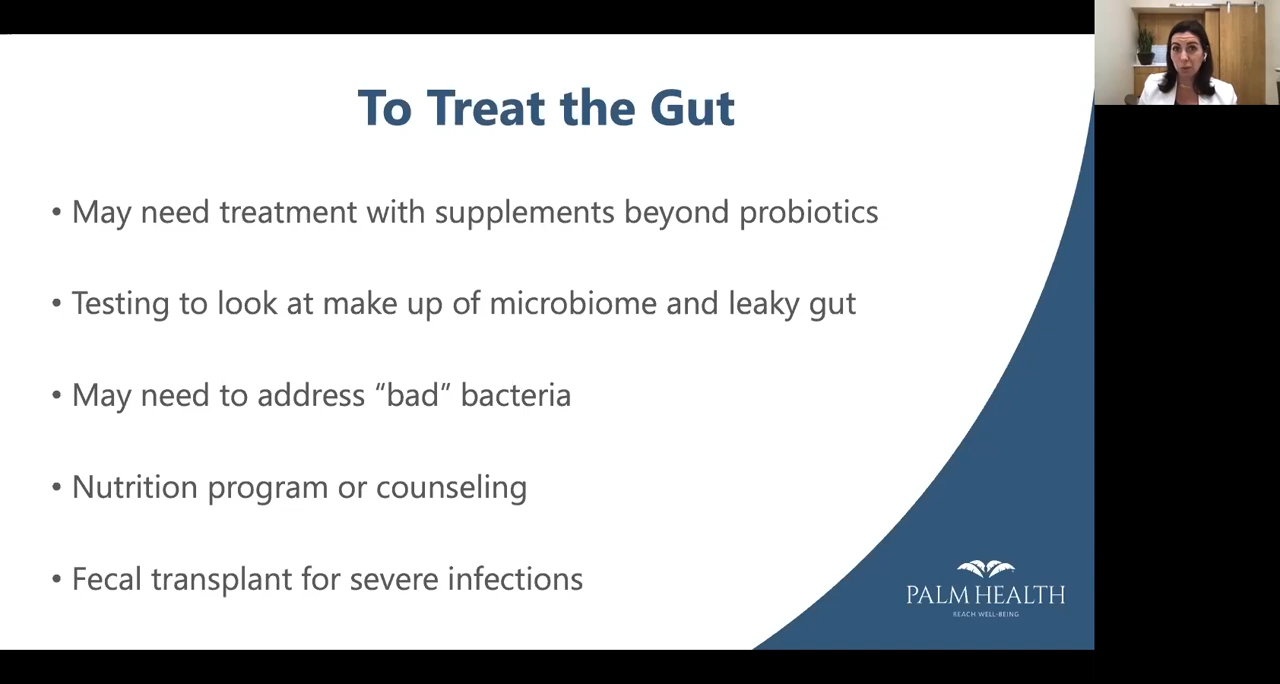 To Treat the Gut
• May need treatment with supplements beyond probiotics
• Testing to look at make up of microbiome and leaky gut
• May need to address “bad” bacteria
• Nutrition program or counseling
• Fecal transplant for severe infections
PALM HEALTH
REACH WELL-BEING